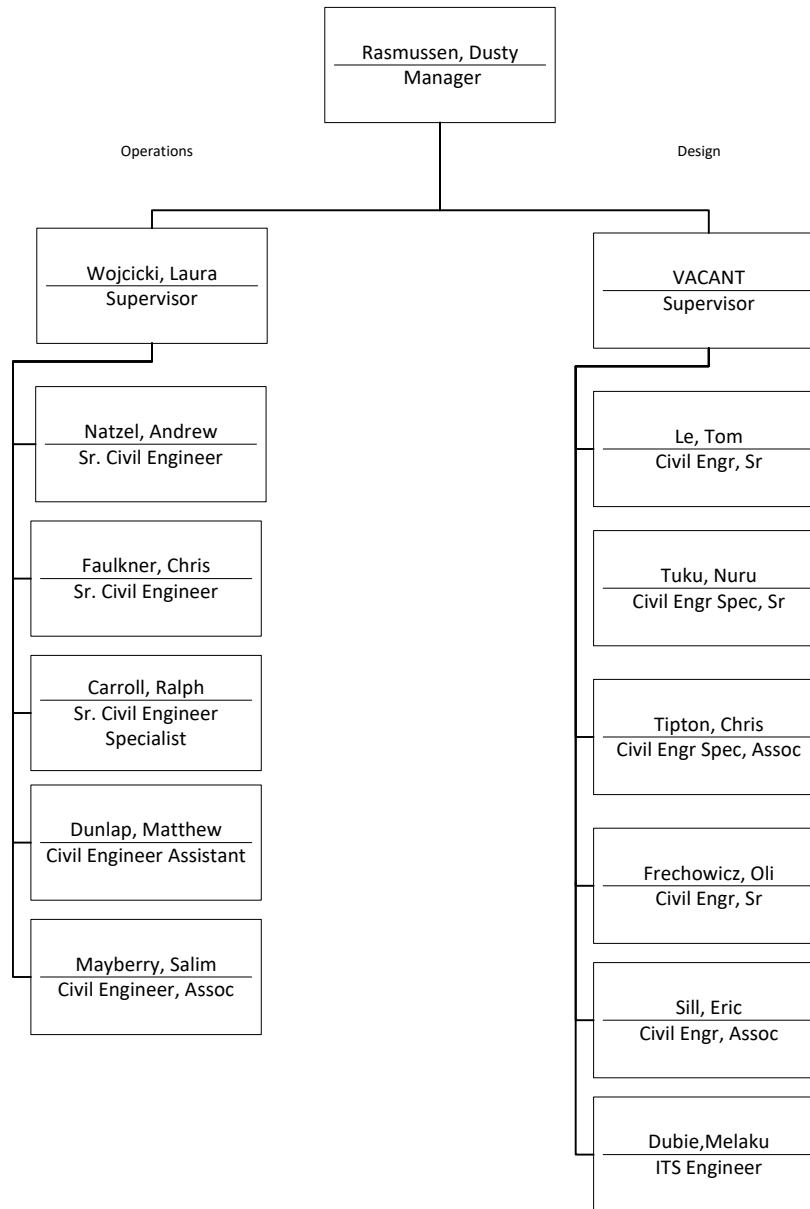 Rasmussen, Dusty
Manager
Operations
Design
Wojcicki, Laura
Supervisor
VACANT
Supervisor
Natzel, Andrew
Sr. Civil Engineer
Faulkner, Chris
Sr. Civil Engineer
Carroll, Ralph
Sr. Civil Engineer
Specialist
Dunlap, Matthew
Civil Engineer Assistant
Mayberry, Salim
Civil Engineer, Assoc
Le, Tom
Civil Engr, Sr
Tuku, Nuru
Civil Engr Spec, Sr
Tipton, Chris
Civil Engr Spec, Assoc
Frechowicz, Oli
Civil Engr, Sr
Sill, Eric
Civil Engr, Assoc
Dubie,Melaku
ITS Engineer